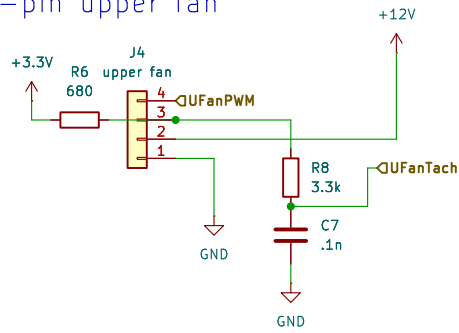 -pin upper fan
+12V
J4
+3.3V
R6
upper fan
680
4
UFanPWM
3
2
1
R8
3.3k
UFanTach
C7
.1n
GND
GND